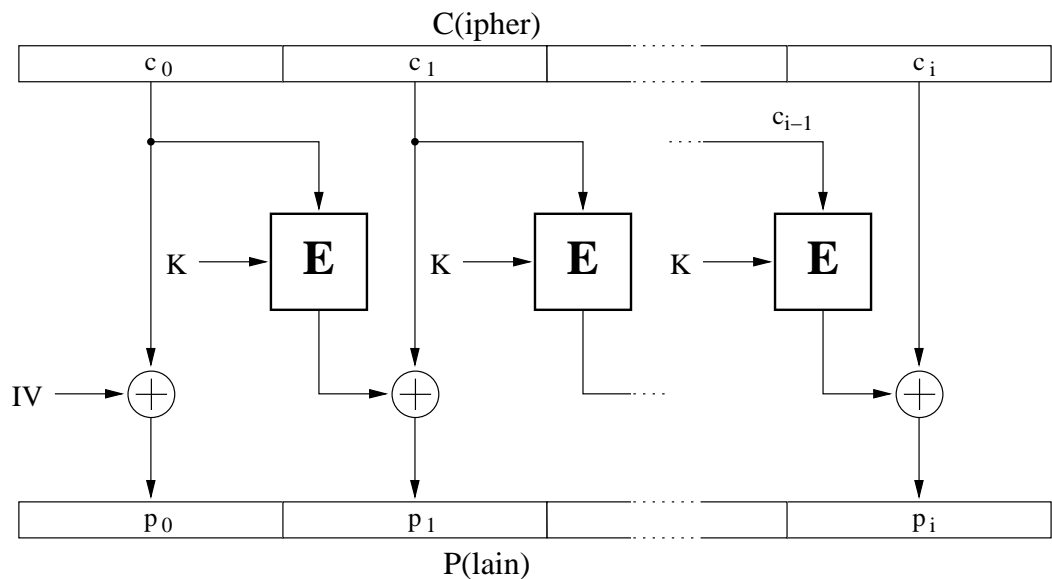 C(ipher)
c0 c1 ci
ci−1
K E K E K E
IV
p0 p1 pi
P(lain)